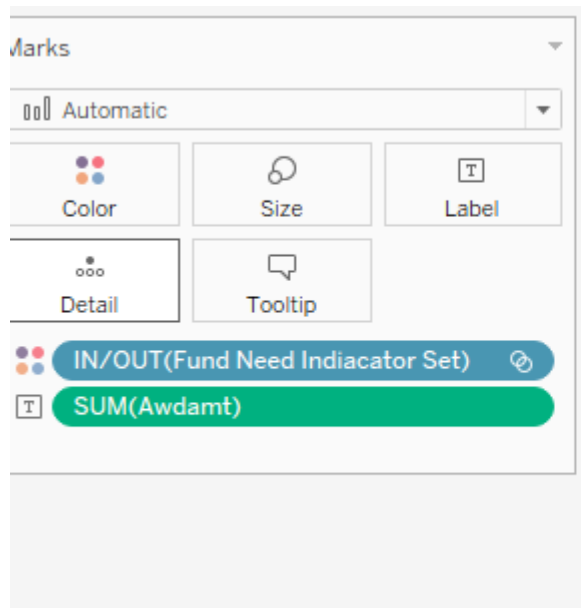 Marks
Automatic
Color Size Label
Detail Tooltip
IN/OUT(Fund Need Indiacator Set)
SUM(Awdamt)